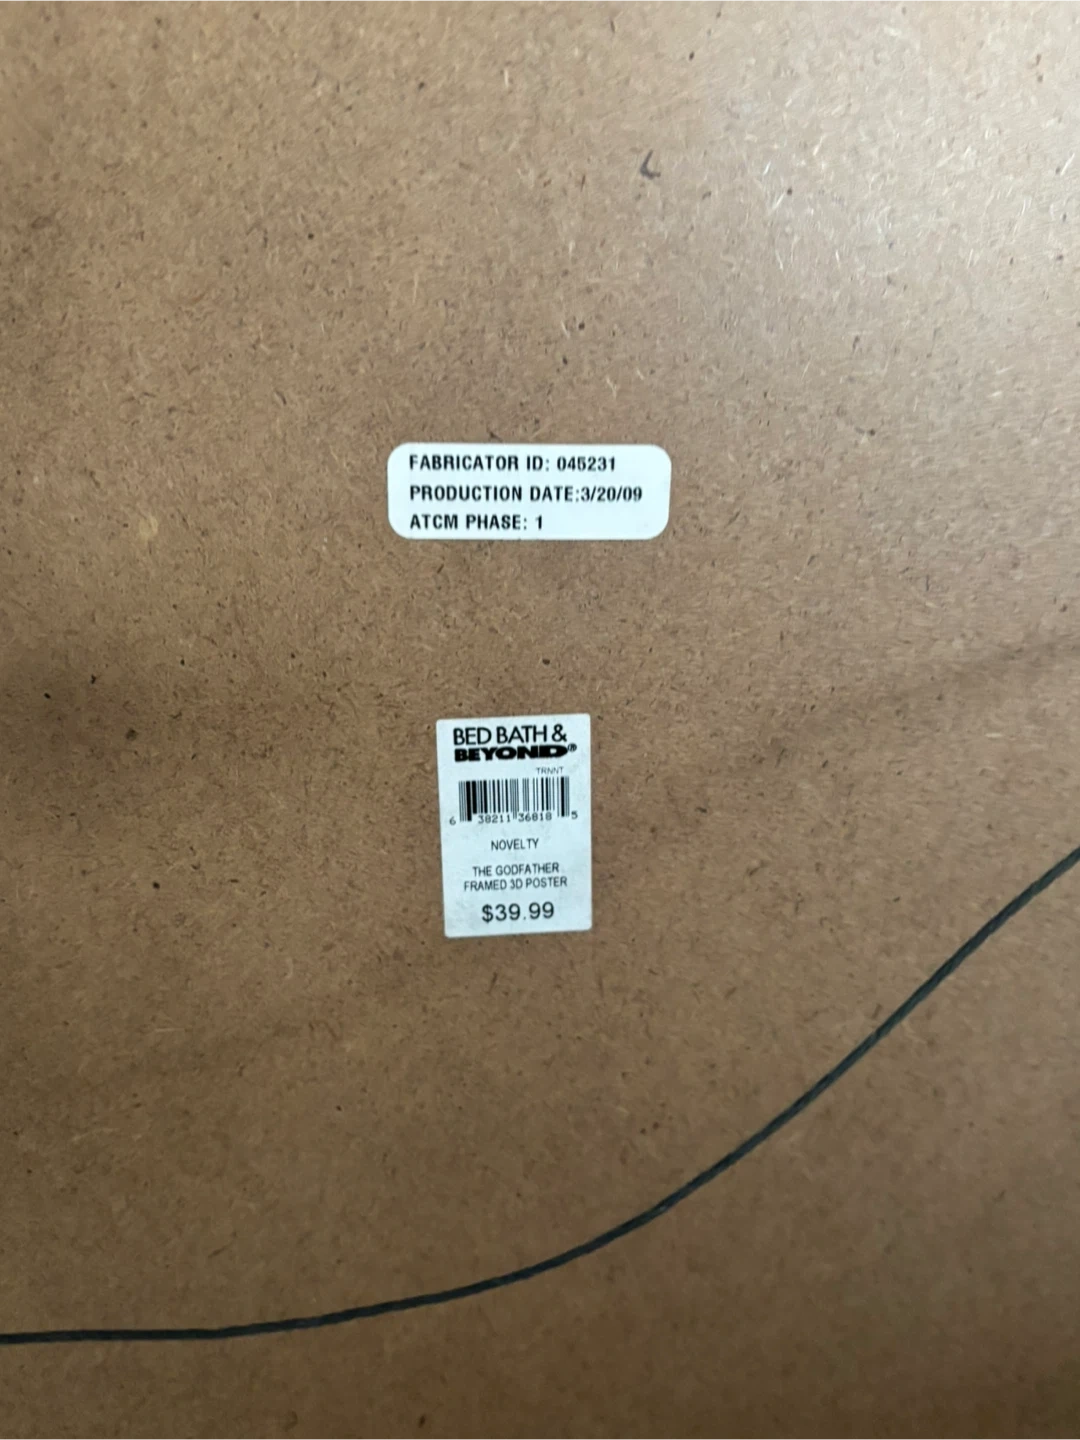 FABRICATOR ID: 045231
PRODUCTION DATE:3/20/09
ATCM PHASE: 1
BED BATH &
BEYOND®
TRNNT
6 38211 36818 5
NOVELTY
THE GODFATHER
FRAMED 3D POSTER
$39.99